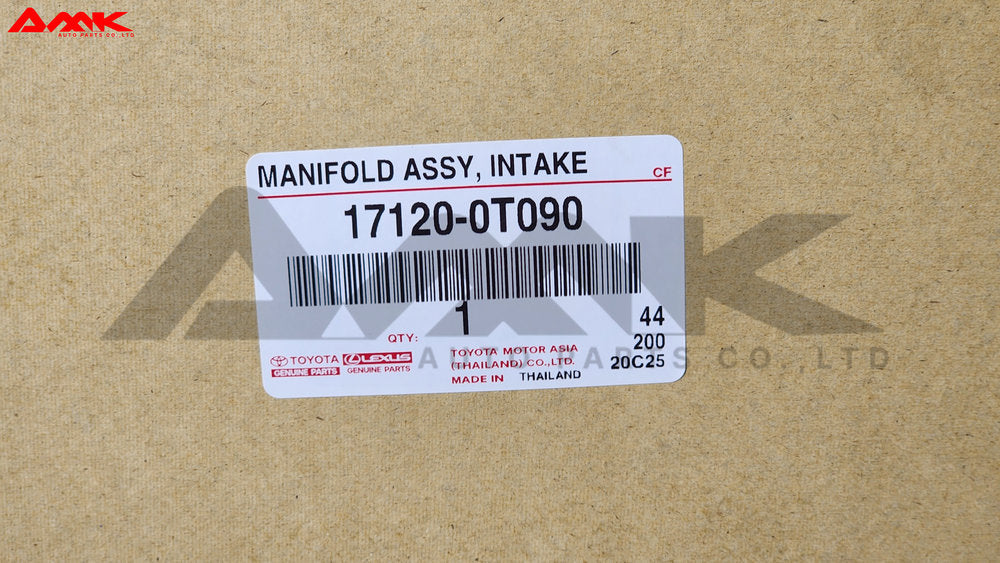 AMK
AUTO PARTS CO.,LTD
MANIFOLD ASSY, INTAKE
CF
17120-0T090
1
QTY:
44
200
20C25
TOYOTA
GENUINE PARTS
LEXUS
GENUINE PARTS
TOYOTA MOTOR ASIA
(THAILAND) CO.,LTD.
MADE IN THAILAND
AMK
AUTO PARTS CO.,LTD